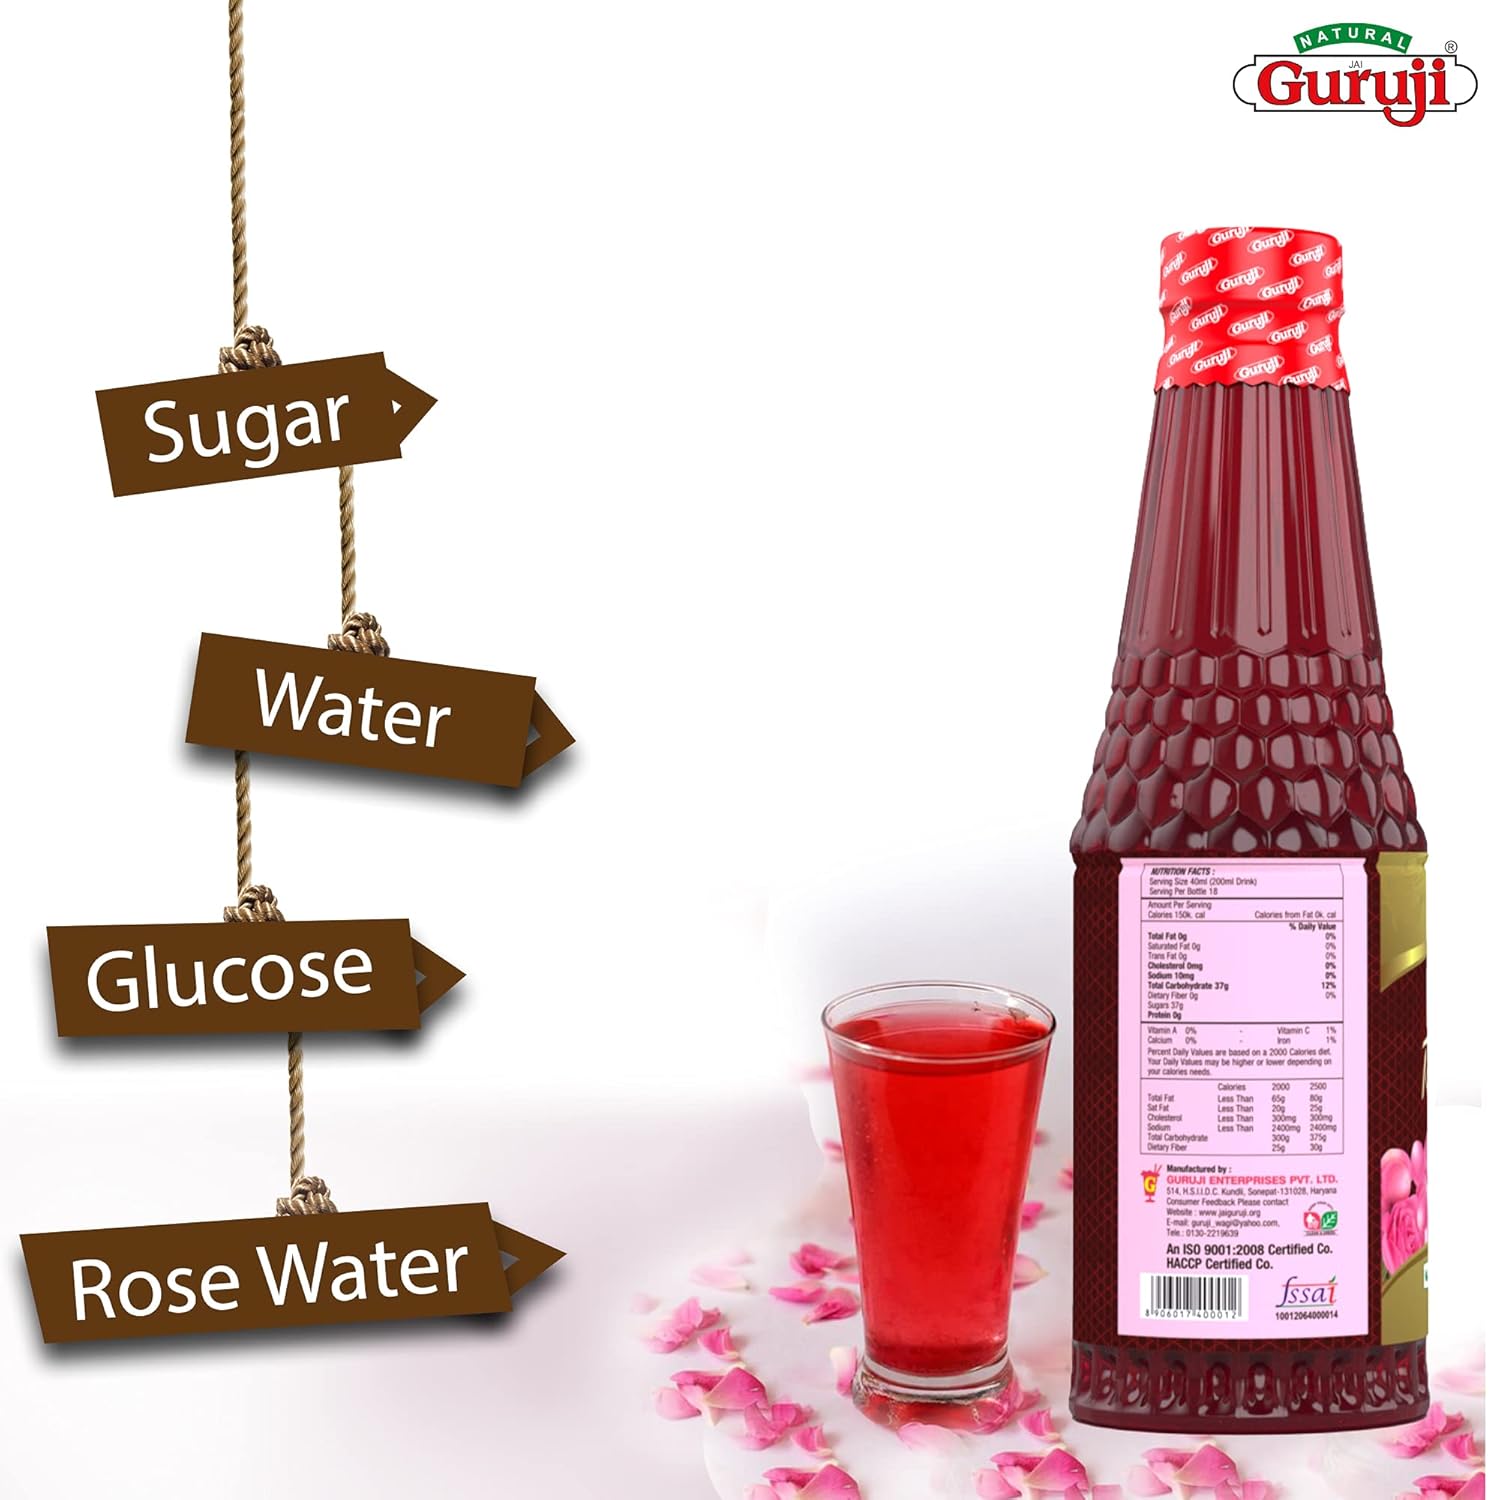 NATURAL
JAI
Guruji
®
Sugar
Water
Glucose
Rose Water
NUTRITION FACTS :
Serving Size 40ml (200ml Drink)
Serving Per Bottle 18
Amount Per Serving
Calories 150k. cal Calories from Fat 0k. cal
% Daily Value
Total Fat 0g 0%
Saturated Fat 0g 0%
Trans Fat 0g 0%
Cholesterol 0mg 0%
Sodium 10mg 0%
Total Carbohydrate 37g 12%
Dietary Fiber 0g 0%
Sugars 37g
Protein 0g
Vitamin A 0% - Vitamin C 1%
Calcium 0% - Iron 1%
Percent Daily Values are based on a 2000 Calories diet.
Your Daily Values may be higher or lower depending on
your calories needs.
Calories 2000 2500
Total Fat Less Than 65g 80g
Sat Fat Less Than 20g 25g
Cholesterol Less Than 300mg 300mg
Sodium Less Than 2400mg 2400mg
Total Carbohydrate 300g 375g
Dietary Fiber 25g 30g
Manufactured by :
GURUJI ENTERPRISES PVT. LTD.
514, H.S.I.I.D.C. Kundli, Sonepat-131028, Haryana
Consumer Feedback Please contact
Website : www.jaiguruji.org
E-mail: guruji_wagi@yahoo.com,
Tele.: 0130-2219639
An ISO 9001:2008 Certified Co.
HACCP Certified Co.
8 906017 400012
fssai
10012064000014